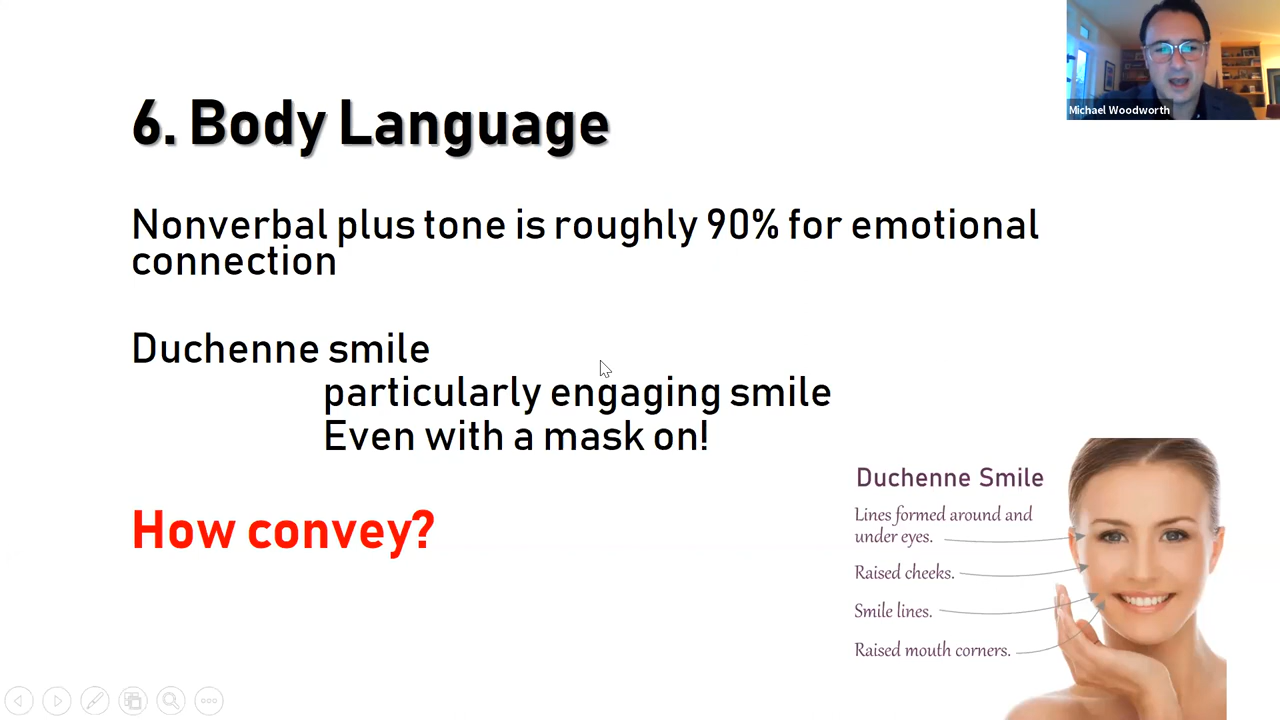 Michael Woodworth
6. Body Language
Nonverbal plus tone is roughly 90% for emotional
connection
Duchenne smile
particularly engaging smile
Even with a mask on!
How convey?
Duchenne Smile
Lines formed around and
under eyes.
Raised cheeks.
Smile lines.
Raised mouth corners.